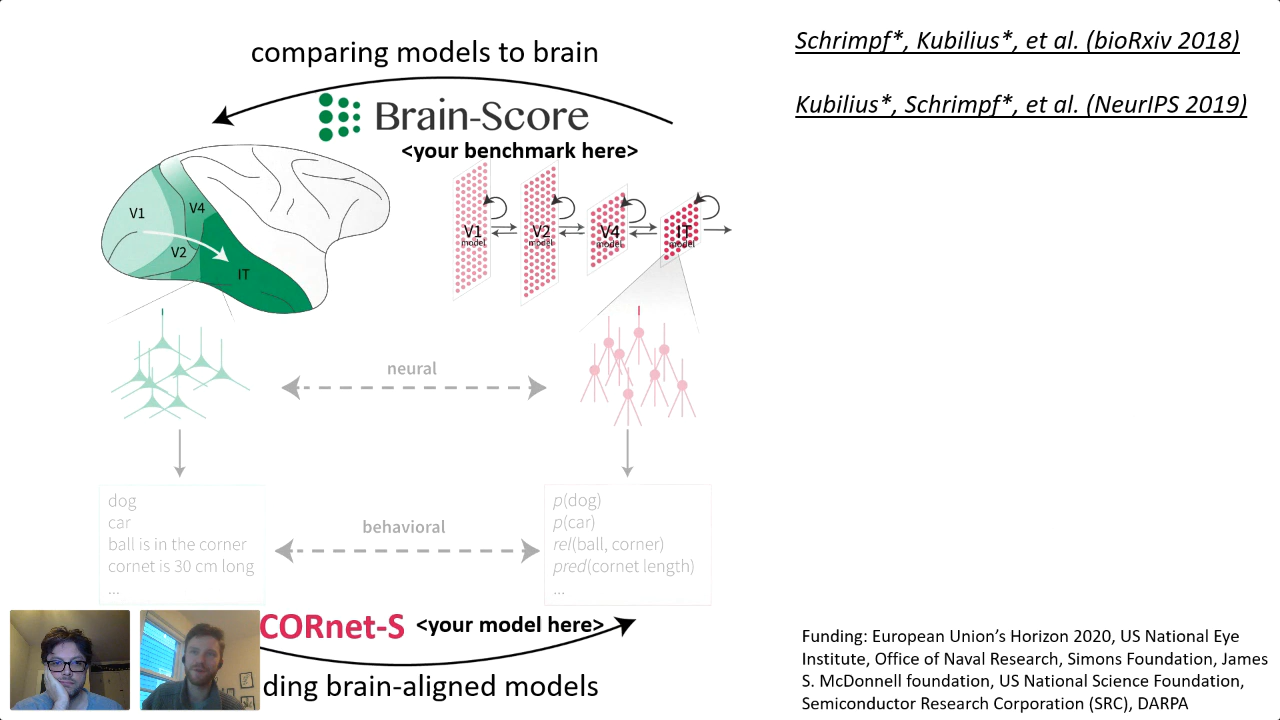 comparing models to brain
Brain-Score
<your benchmark here>
Schrimpf*, Kubilius*, et al. (bioRxiv 2018)
Kubilius*, Schrimpf*, et al. (NeurIPS 2019)
V1
V4
V2
IT
V1
model
V2
model
V4
model
IT
model
neural
dog
car
ball is in the corner
cornet is 30 cm long
...
behavioral
p(dog)
p(car)
rel(ball, corner)
pred(cornet length)
...
CORnet-S <your model here>
ding brain-aligned models
Funding: European Union’s Horizon 2020, US National Eye
Institute, Office of Naval Research, Simons Foundation, James
S. McDonnell foundation, US National Science Foundation,
Semiconductor Research Corporation (SRC), DARPA